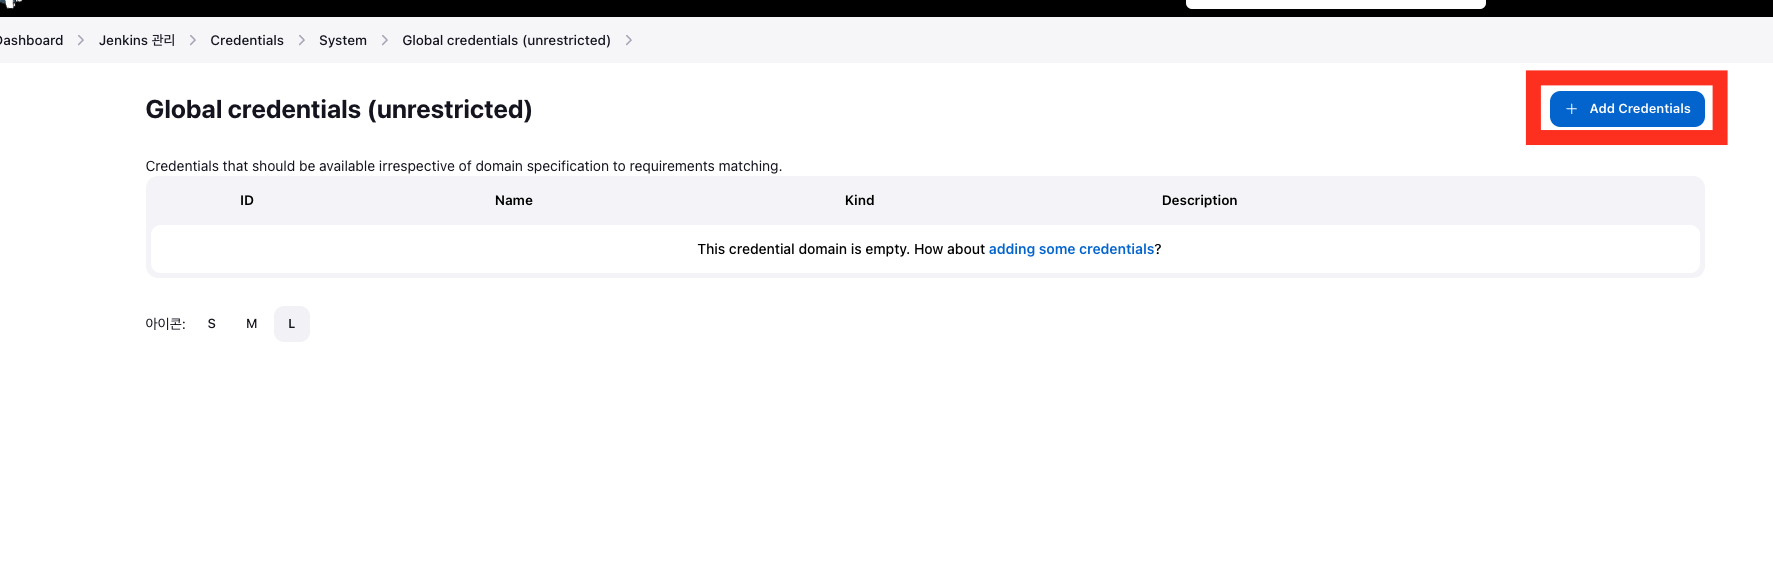 Dashboard > Jenkins 관리 > Credentials > System > Global credentials (unrestricted) >
Global credentials (unrestricted)
+ Add Credentials
Credentials that should be available irrespective of domain specification to requirements matching.
ID Name Kind Description
This credential domain is empty. How about adding some credentials?
아이콘: S M L